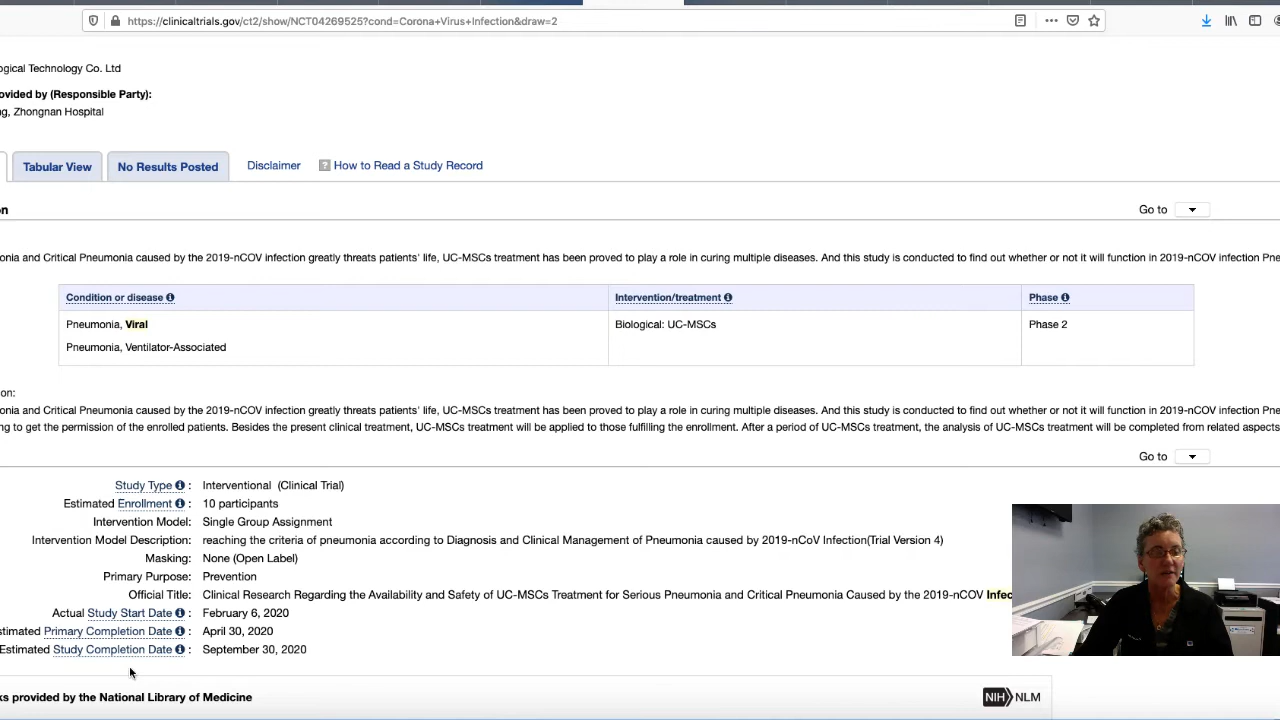 https://clinicaltrials.gov/ct2/show/NCT04269525?cond=Corona+Virus+Infection&draw=2
ogical Technology Co. Ltd
ovided by (Responsible Party):
ng, Zhongnan Hospital
Tabular View No Results Posted Disclaimer ? How to Read a Study Record
on Go to
onia and Critical Pneumonia caused by the 2019-nCOV infection greatly threats patients' life, UC-MSCs treatment has been proved to play a role in curing multiple diseases. And this study is conducted to find out whether or not it will function in 2019-nCOV infection Pne
Condition or disease Intervention/treatment Phase
Pneumonia, Viral Biological: UC-MSCs Phase 2
Pneumonia, Ventilator-Associated
on:
onia and Critical Pneumonia caused by the 2019-nCOV infection greatly threats patients' life, UC-MSCs treatment has been proved to play a role in curing multiple diseases. And this study is conducted to find out whether or not it will function in 2019-nCOV infection Pne
ng to get the permission of the enrolled patients. Besides the present clinical treatment, UC-MSCs treatment will be applied to those fulfilling the enrollment. After a period of UC-MSCs treatment, the analysis of UC-MSCs treatment will be completed from related aspects
Go to
Study Type : Interventional (Clinical Trial)
Estimated Enrollment : 10 participants
Intervention Model: Single Group Assignment
Intervention Model Description: reaching the criteria of pneumonia according to Diagnosis and Clinical Management of Pneumonia caused by 2019-nCoV Infection(Trial Version 4)
Masking: None (Open Label)
Primary Purpose: Prevention
Official Title: Clinical Research Regarding the Availability and Safety of UC-MSCs Treatment for Serious Pneumonia and Critical Pneumonia Caused by the 2019-nCOV Infec
Actual Study Start Date : February 6, 2020
stimated Primary Completion Date : April 30, 2020
Estimated Study Completion Date : September 30, 2020
ks provided by the National Library of Medicine NIH NLM